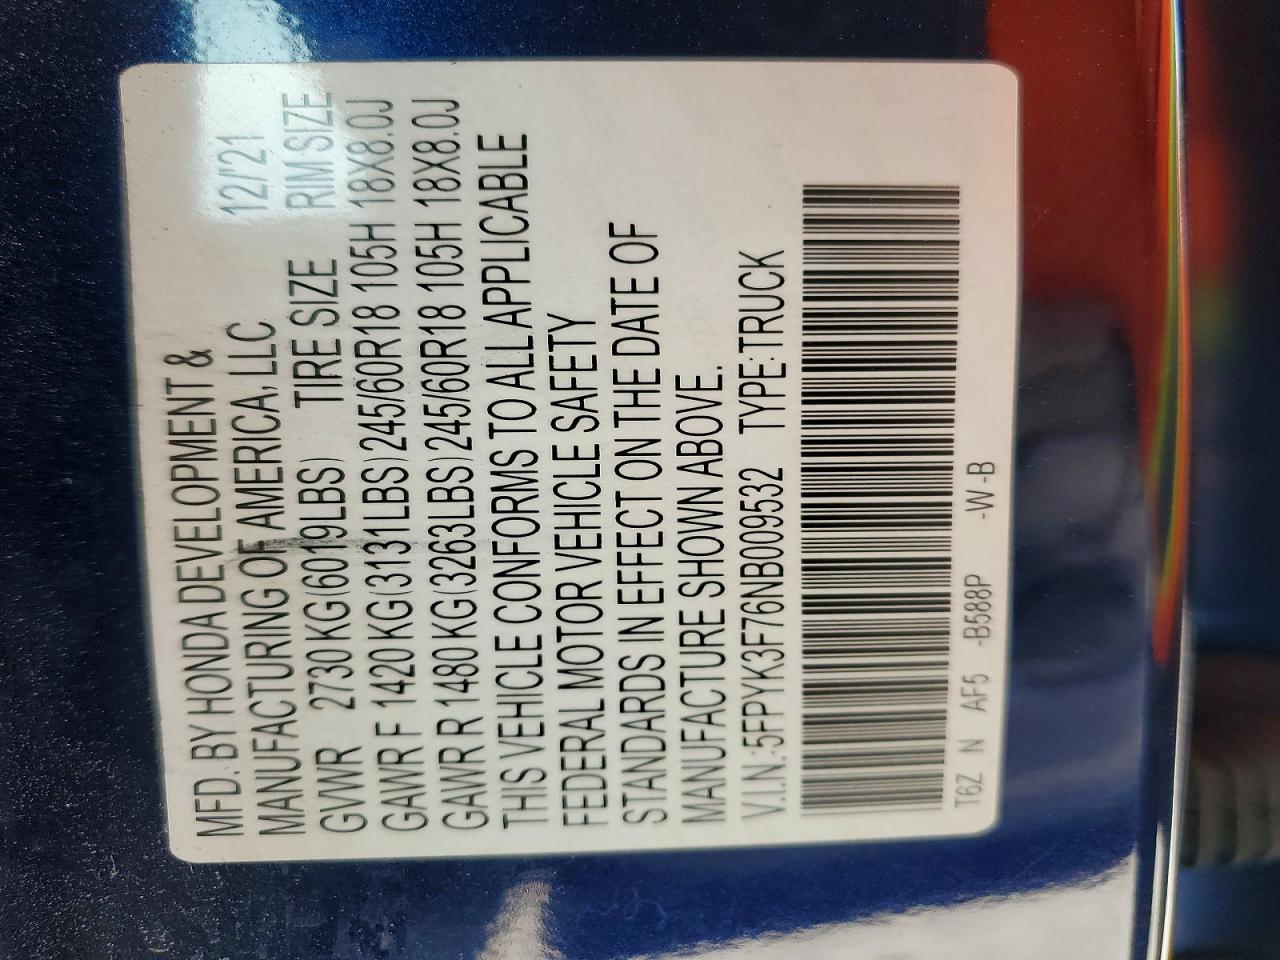 MFD. BY HONDA DEVELOPMENT &
MANUFACTURING OF AMERICA, LLC 12/'21
GVWR 2730 KG(6019LBS) TIRE SIZE RIM SIZE
GAWR F 1420 KG(3131LBS)245/60R18 105H 18X8.0J
GAWR R 1480 KG(3263LBS)245/60R18 105H 18X8.0J
THIS VEHICLE CONFORMS TO ALL APPLICABLE
FEDERAL MOTOR VEHICLE SAFETY
STANDARDS IN EFFECT ON THE DATE OF
MANUFACTURE SHOWN ABOVE.
V.I.N.:5FPYK3F76NB009532 TYPE:TRUCK
T6Z N AF5 -B588P -W -B